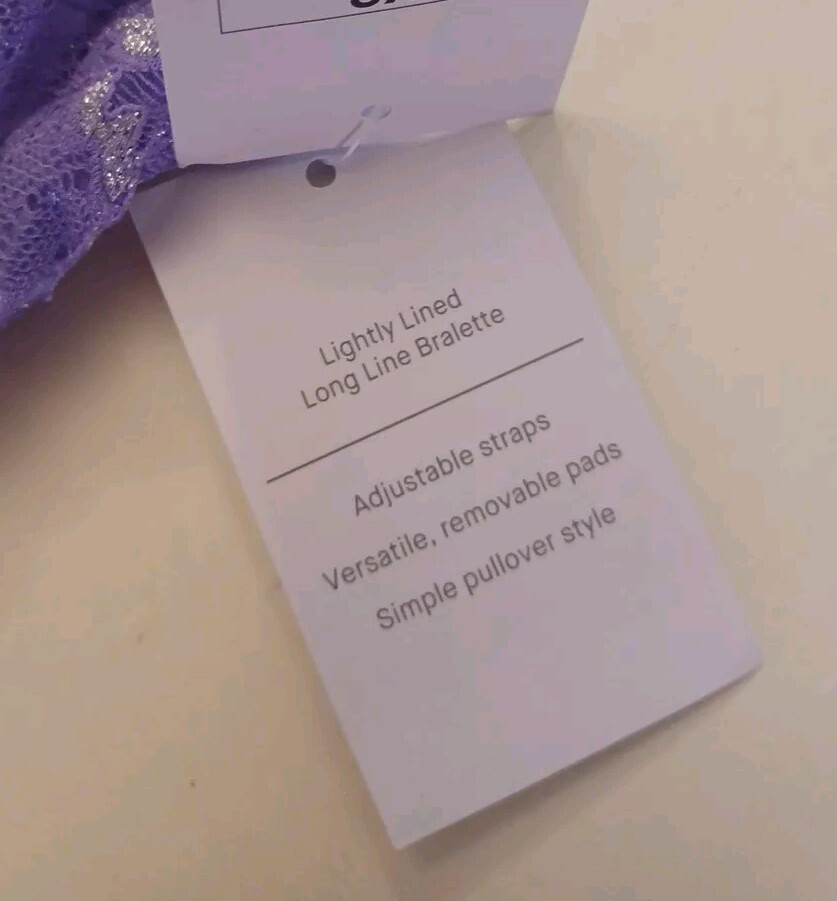 Lightly Lined
Long Line Bralette
Adjustable straps
Versatile, removable pads
Simple pullover style